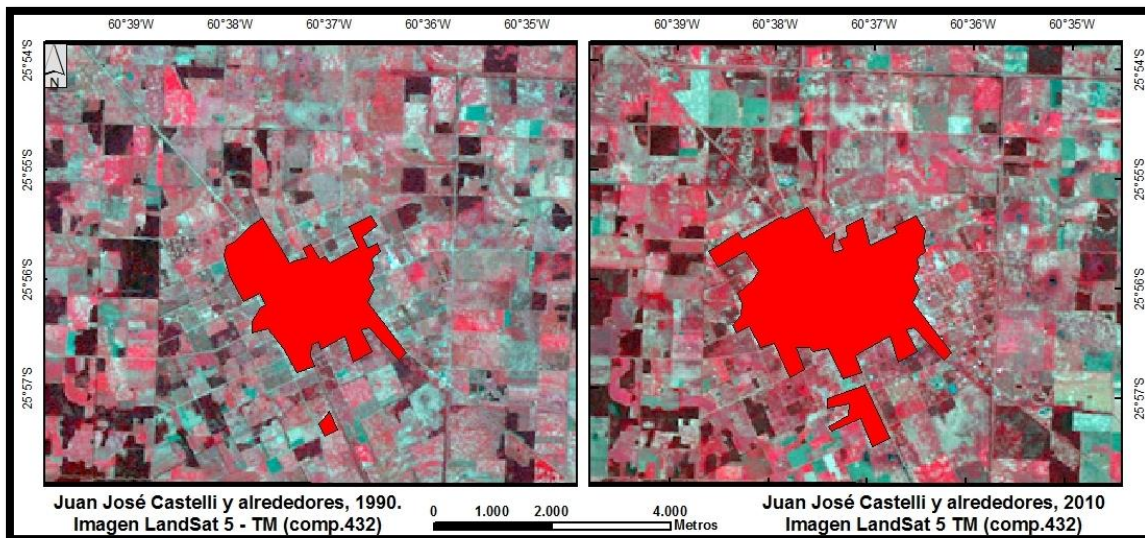 60°39'W 60°38'W 60°37'W 60°36'W 60°35'W
60°39'W 60°38'W 60°37'W 60°36'W 60°35'W
25°54'S
25°55'S
25°56'S
25°57'S
N
25°54'S
25°55'S
25°56'S
25°57'S
Juan José Castelli y alrededores, 1990.
Imagen LandSat 5 - TM (comp.432)
0 1.000 2.000 4.000
Metros
Juan José Castelli y alrededores, 2010
Imagen LandSat 5 TM (comp.432)